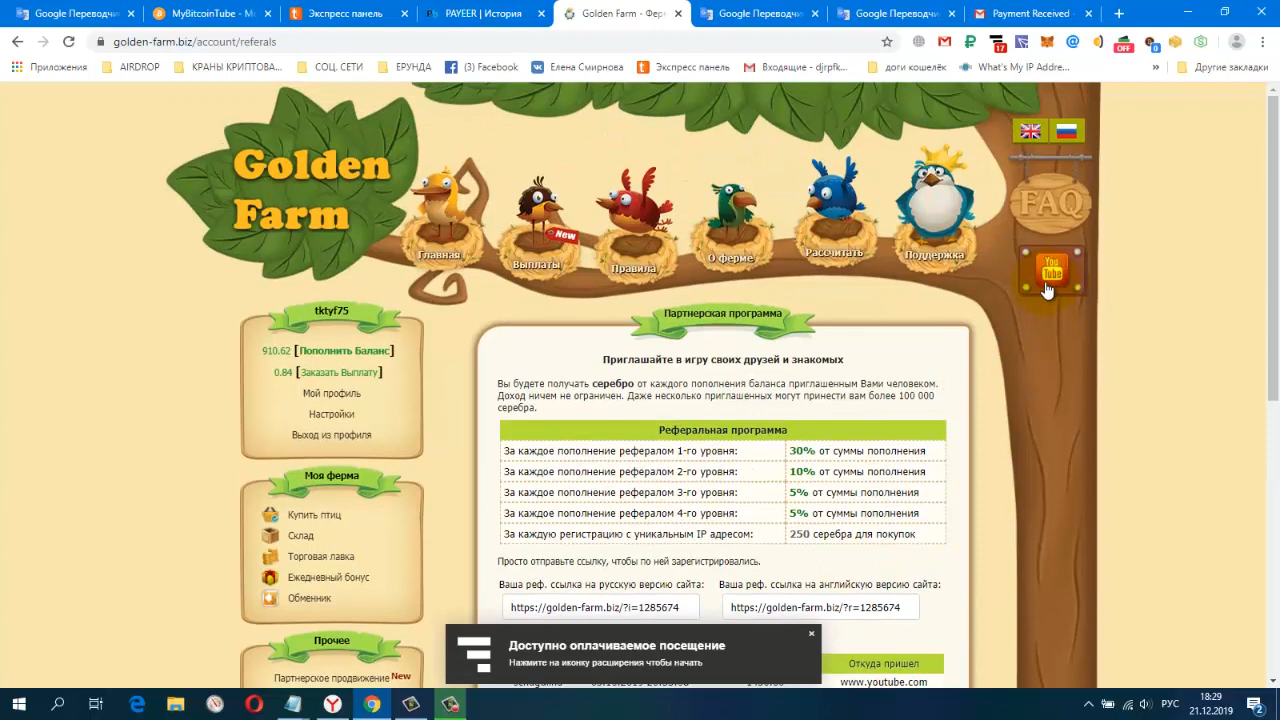 Google Переводч
MyBitcoinTube - M
Экспресс панель
PAYEER | История
Golden Farm - Фер
Google Переводчи
Google Переводчи
Payment Received
golden-farm.biz/account/referals
17
OFF
0
Приложения
AIRDROP
КРАНЫ КРИПТОВА...
СОЦ. СЕТИ
ЕРУНДА
(3) Facebook
Елена Смирнова
Экспресс панель
Входящие - djrpfk...
доги кошелёк
What's My IP Addre...
»
Другие закладки
Golden
Farm
Главная
Выплаты
New
Правила
О ферме
Рассчитать
Поддержка
FAQ
You
Tube
tktyf75
910.62 [Пополнить Баланс]
0.84 [Заказать Выплату]
Мой профиль
Настройки
Выход из профиля
Моя ферма
Купить птиц
Склад
Торговая лавка
Ежедневный бонус
Обменник
Прочее
Партнерское продвижение New
Партнерская программа
Приглашайте в игру своих друзей и знакомых
Вы будете получать серебро от каждого пополнения баланса приглашенным Вами человеком.
Доход ничем не ограничен. Даже несколько приглашенных могут принести вам более 100 000
серебра.
Реферальная программа
За каждое пополнение рефералом 1-го уровня: 30% от суммы пополнения
За каждое пополнение рефералом 2-го уровня: 10% от суммы пополнения
За каждое пополнение рефералом 3-го уровня: 5% от суммы пополнения
За каждое пополнение рефералом 4-го уровня: 5% от суммы пополнения
За каждую регистрацию с уникальным IP адресом: 250 серебра для покупок
Просто отправьте ссылку, чтобы по ней зарегистрировались.
Ваша реф. ссылка на русскую версию сайта: Ваша реф. ссылка на английскую версию сайта:
https://golden-farm.biz/?i=1285674 https://golden-farm.biz/?r=1285674
Доступно оплачиваемое посещение
Нажмите на иконку расширения чтобы начать
Откуда пришел
www.youtube.com
РУС
18:29
21.12.2019
2